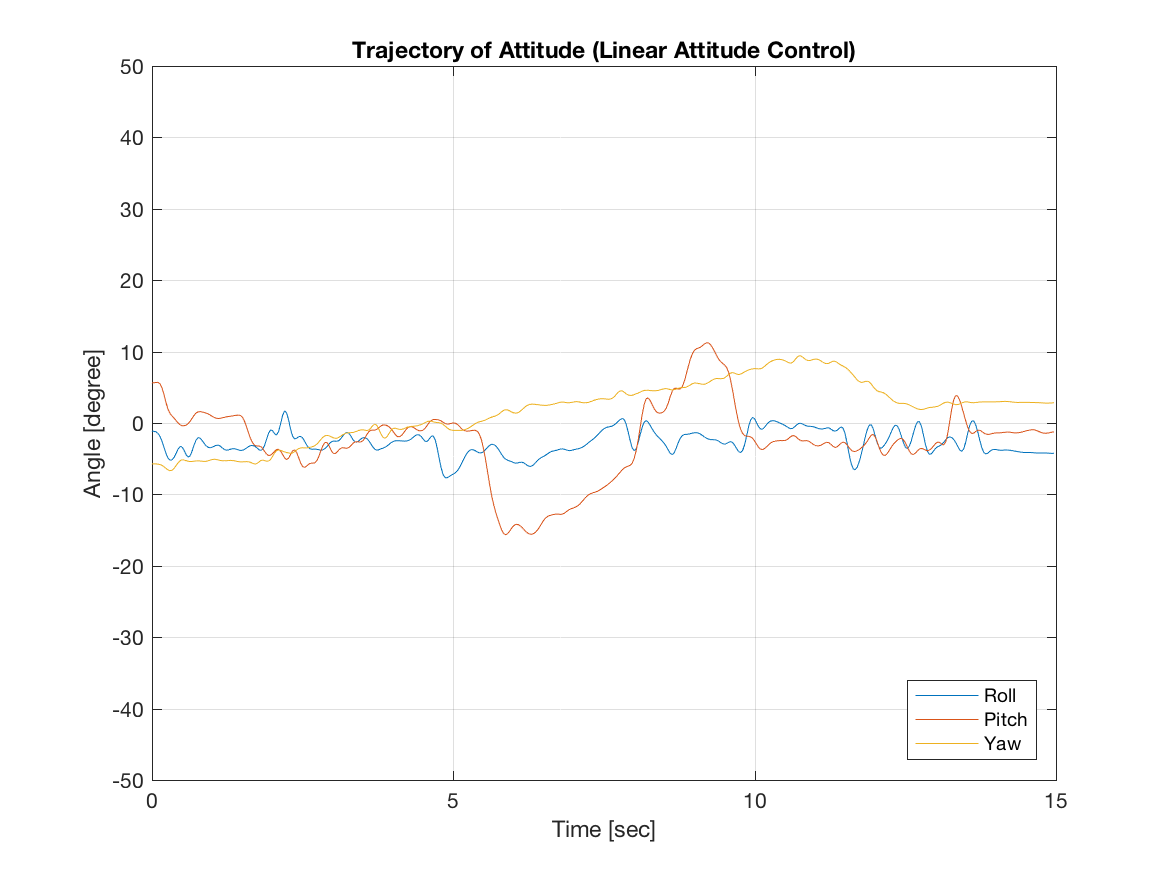 Trajectory of Attitude (Linear Attitude Control)
50
40
30
20
10
0
-10
-20
-30
-40
-50
Angle [degree]
0 5 10 15
Time [sec]
Roll
Pitch
Yaw